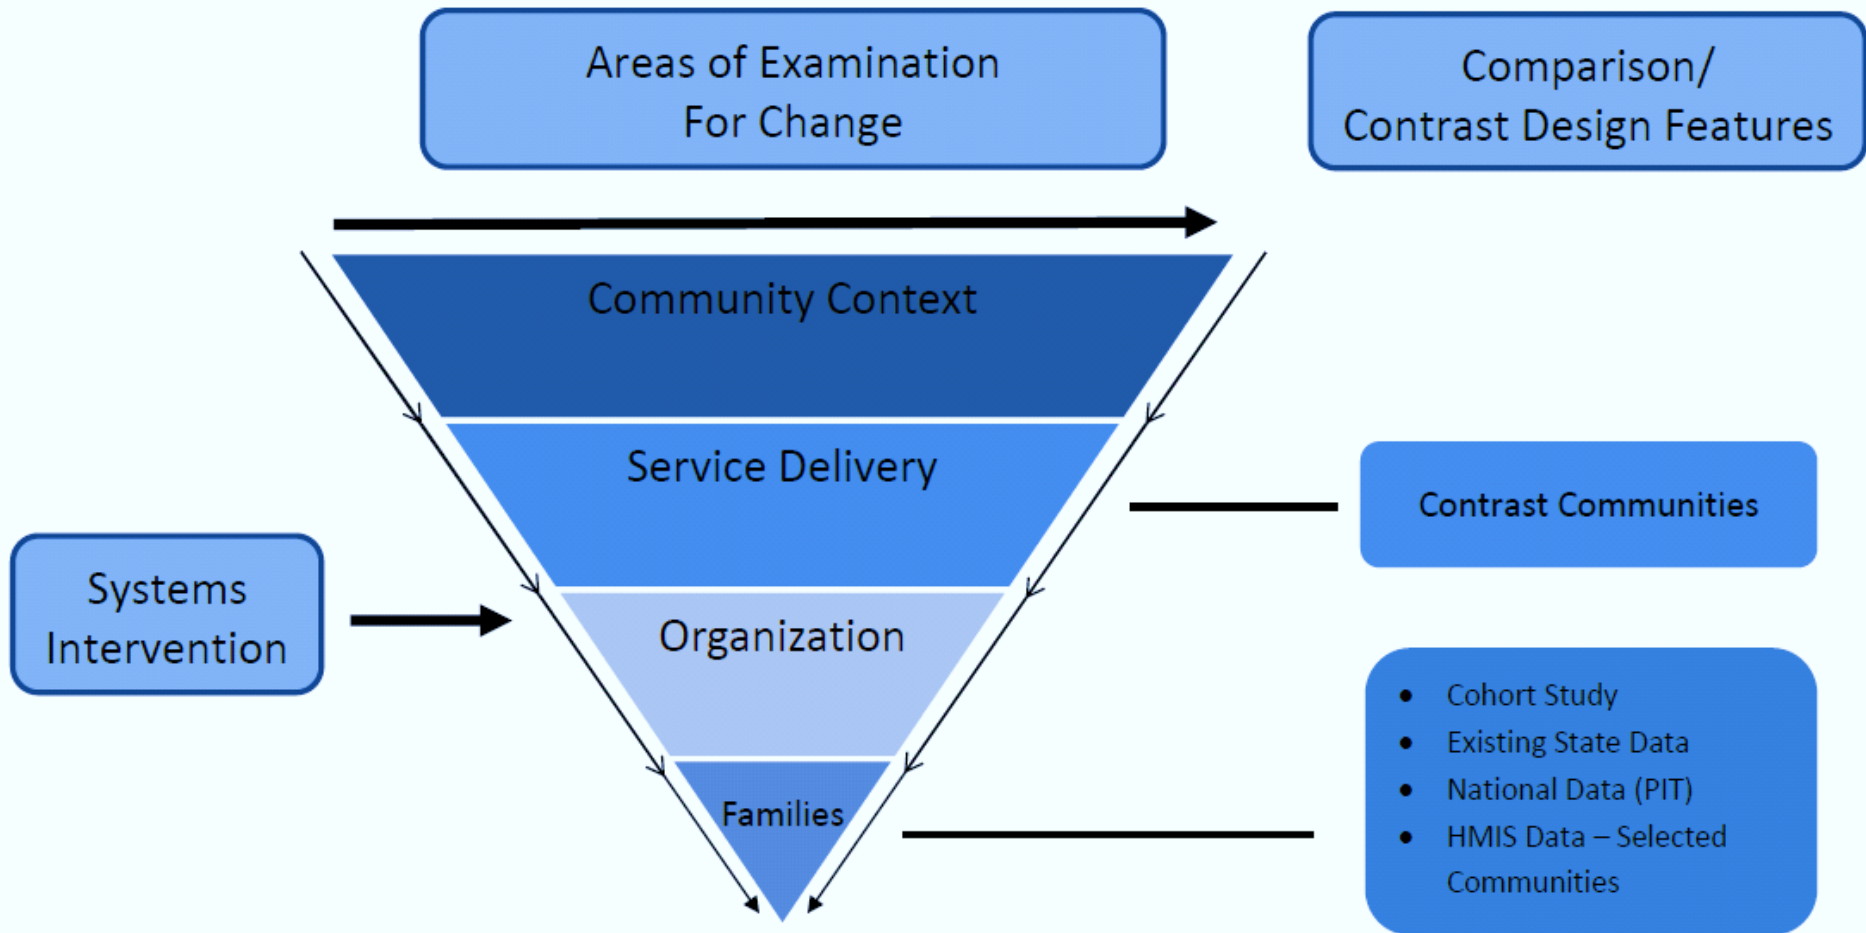 Areas of Examination
For Change
Comparison/
Contrast Design Features
Community Context
Service Delivery
Contrast Communities
Systems
Intervention
Organization
Families
• Cohort Study
• Existing State Data
• National Data (PIT)
• HMIS Data – Selected
Communities